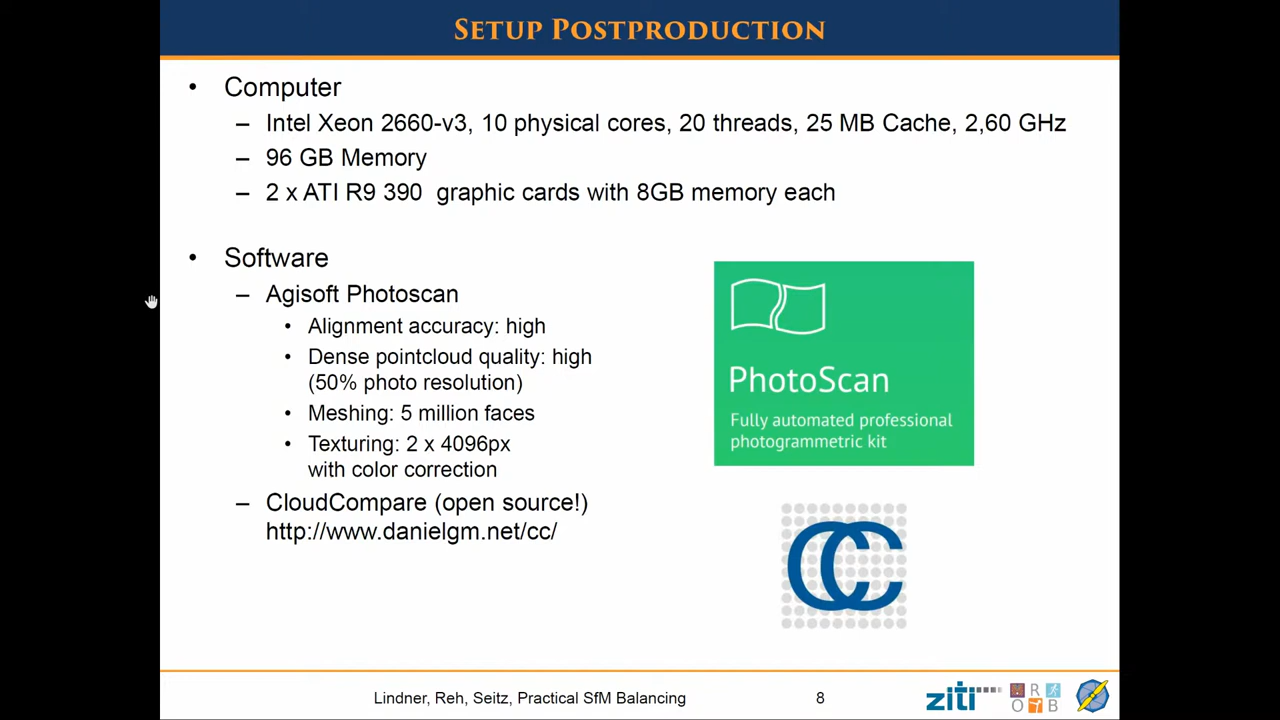 SETUP POSTPRODUCTION
• Computer
– Intel Xeon 2660-v3, 10 physical cores, 20 threads, 25 MB Cache, 2,60 GHz
– 96 GB Memory
– 2 x ATI R9 390 graphic cards with 8GB memory each
• Software
– Agisoft Photoscan
• Alignment accuracy: high
• Dense pointcloud quality: high
(50% photo resolution)
• Meshing: 5 million faces
• Texturing: 2 x 4096px
with color correction
– CloudCompare (open source!)
http://www.danielgm.net/cc/
PhotoScan
Fully automated professional
photogrammetric kit
CC
Lindner, Reh, Seitz, Practical SfM Balancing
8
ziti
R
O B